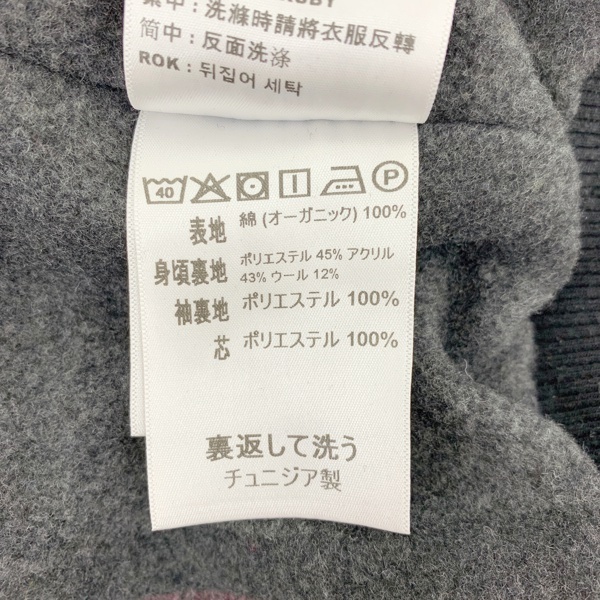 集中：洗滌時請將衣服反轉
简中：反面洗涤
ROK：뒤집어 세탁
40
P
表地 綿 (オーガニック) 100%
身頃裏地 ポリエステル 45% アクリル
43% ウール 12%
袖裏地 ポリエステル 100%
芯 ポリエステル 100%
裏返して洗う
チュニジア製